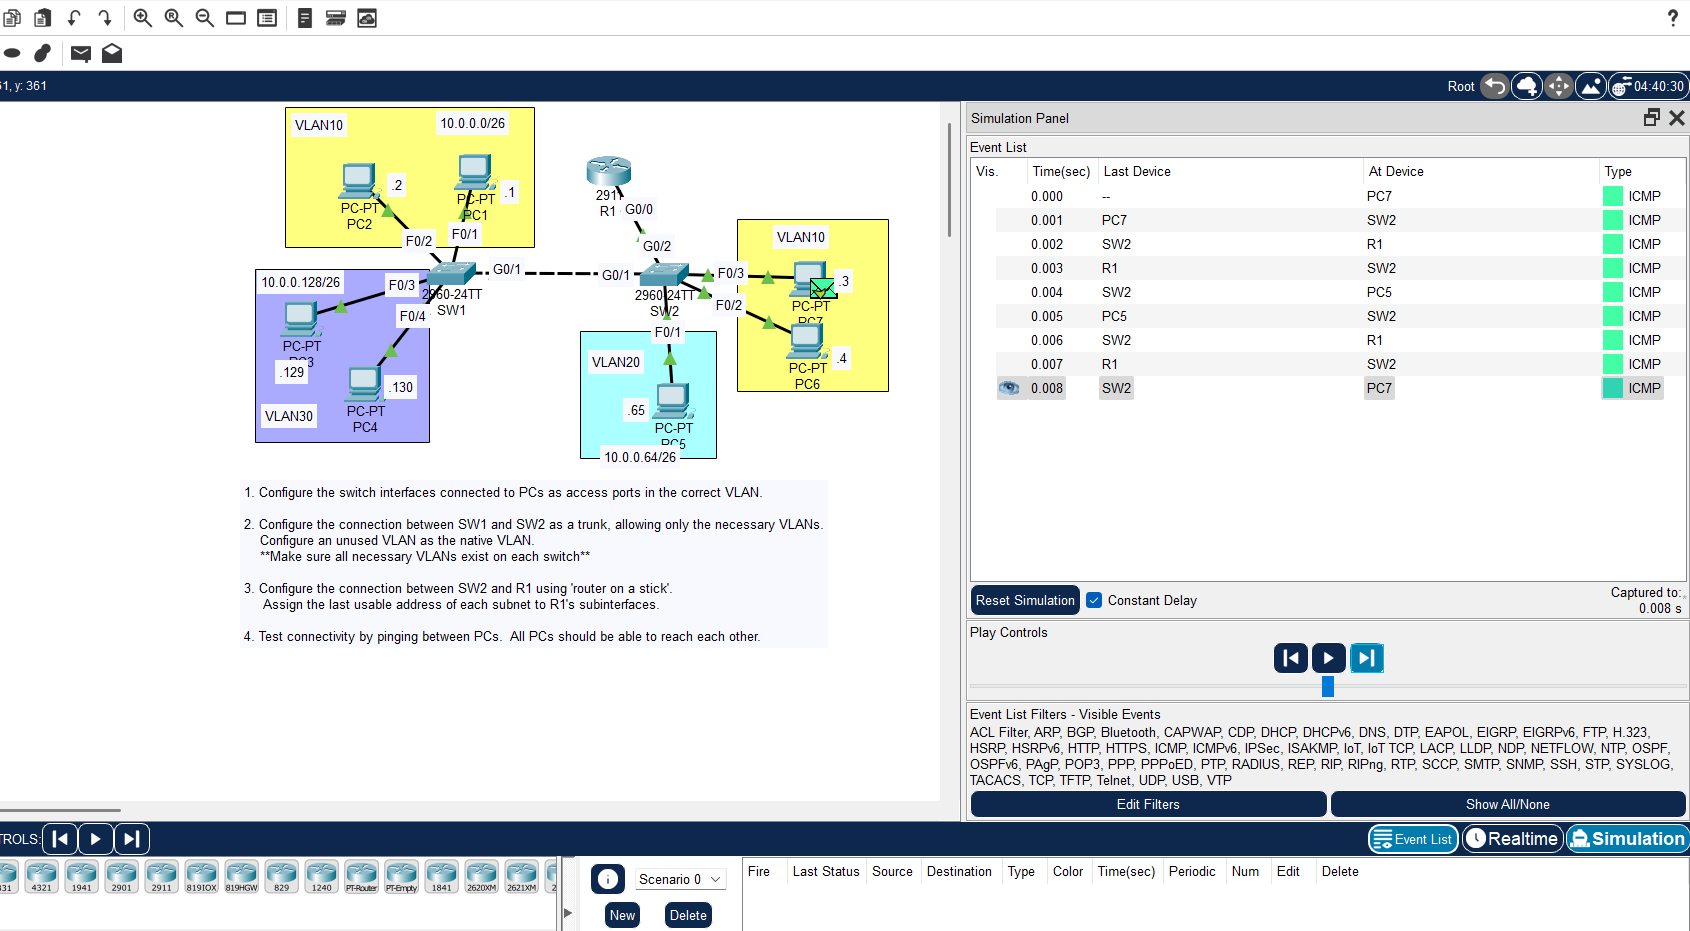 ?
51, y: 361
Root
04:40:30
VLAN10
10.0.0.0/26
.2
.1
PC-PT
PC2
PC-PT
PC1
F0/2
F0/1
2911
R1
G0/0
G0/2
VLAN10
10.0.0.128/26
F0/3
G0/1
G0/1
F0/3
.3
2960-24TT
SW1
2960-24TT
SW2
F0/2
PC-PT
PC7
F0/4
F0/1
PC-PT
PC3
.129
.130
VLAN20
.4
PC-PT
PC6
VLAN30
PC-PT
PC4
.65
PC-PT
PC5
10.0.0.64/26
1. Configure the switch interfaces connected to PCs as access ports in the correct VLAN.
2. Configure the connection between SW1 and SW2 as a trunk, allowing only the necessary VLANs.
Configure an unused VLAN as the native VLAN.
**Make sure all necessary VLANs exist on each switch**
3. Configure the connection between SW2 and R1 using 'router on a stick'.
Assign the last usable address of each subnet to R1's subinterfaces.
4. Test connectivity by pinging between PCs. All PCs should be able to reach each other.
Simulation Panel
Event List
Vis. Time(sec) Last Device At Device Type
0.000 -- PC7 ICMP
0.001 PC7 SW2 ICMP
0.002 SW2 R1 ICMP
0.003 R1 SW2 ICMP
0.004 SW2 PC5 ICMP
0.005 PC5 SW2 ICMP
0.006 SW2 R1 ICMP
0.007 R1 SW2 ICMP
0.008 SW2 PC7 ICMP
Reset Simulation Constant Delay
Captured to:
0.008 s
Play Controls
Event List Filters - Visible Events
ACL Filter, ARP, BGP, Bluetooth, CAPWAP, CDP, DHCP, DHCPv6, DNS, DTP, EAPOL, EIGRP, EIGRPv6, FTP, H.323,
HSRP, HSRPv6, HTTP, HTTPS, ICMP, ICMPv6, IPSec, ISAKMP, IoT, IoT TCP, LACP, LLDP, NDP, NETFLOW, NTP, OSPF,
OSPFv6, PAgP, POP3, PPP, PPPoED, PTP, RADIUS, REP, RIP, RIPng, RTP, SCCP, SMTP, SNMP, SSH, STP, SYSLOG,
TACACS, TCP, TFTP, Telnet, UDP, USB, VTP
Edit Filters Show All/None
TROLS:
Event List Realtime Simulation
331 4321 1941 2901 2911 819IOX 819HGW 829 1240 PT-Router PT-Empty 1841 2620XM 2621XM 2
Scenario 0
New Delete
Fire Last Status Source Destination Type Color Time(sec) Periodic Num Edit Delete